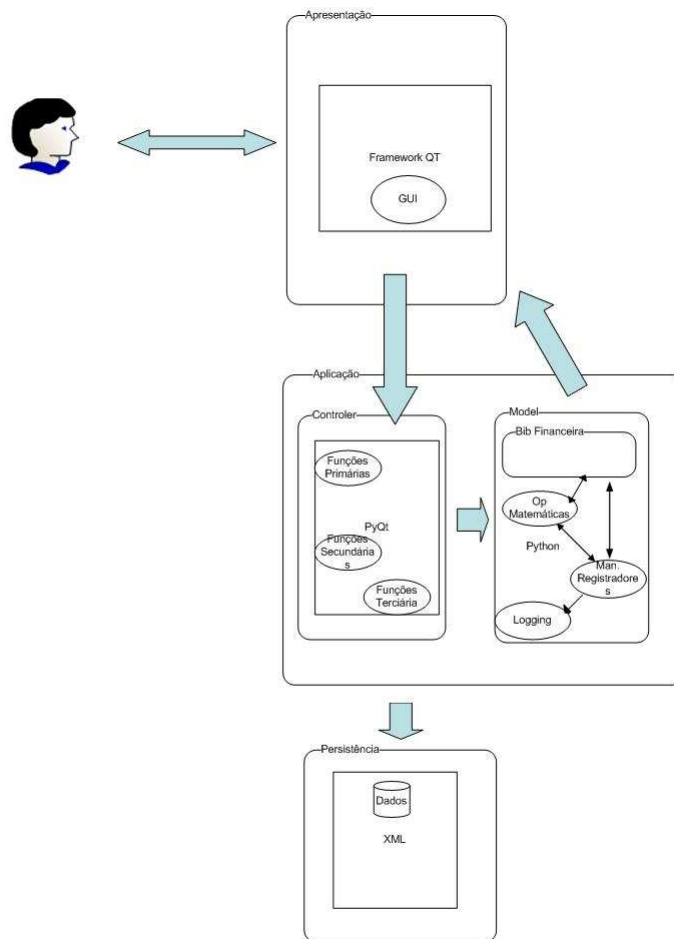 Apresentação
Framework QT
GUI
Aplicação
Controler
Funções
Primárias
PyQt
Funções
Secundária
s
Funções
Terciária
Model
Bib Financeira
Op
Matemáticas
Python
Man.
Registradore
s
Logging
Persistência
Dados
XML